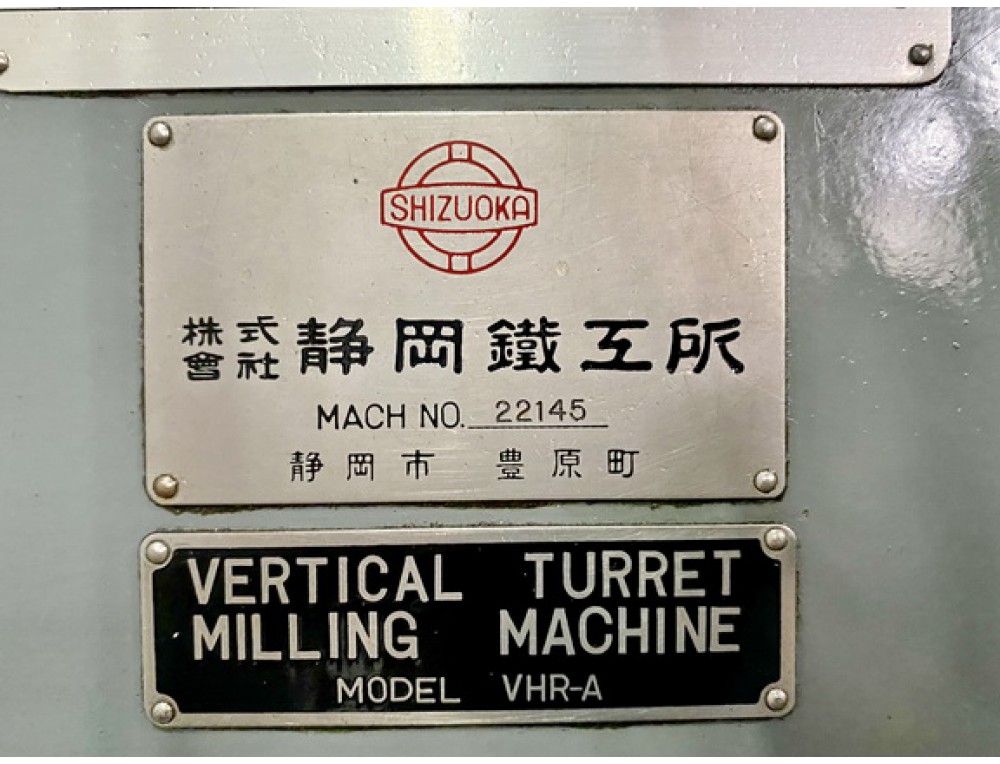 SHIZUOKA
株式會社 静岡鐵工所
MACH NO. 22145
静岡市 豊原町
VERTICAL TURRET
MILLING MACHINE
MODEL VHR-A